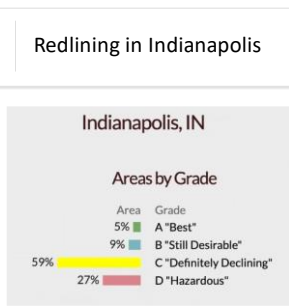 Redlining in Indianapolis
Indianapolis, IN
Areas by Grade
Area Grade
5% A "Best"
9% B "Still Desirable"
59% C "Definitely Declining"
27% D "Hazardous"